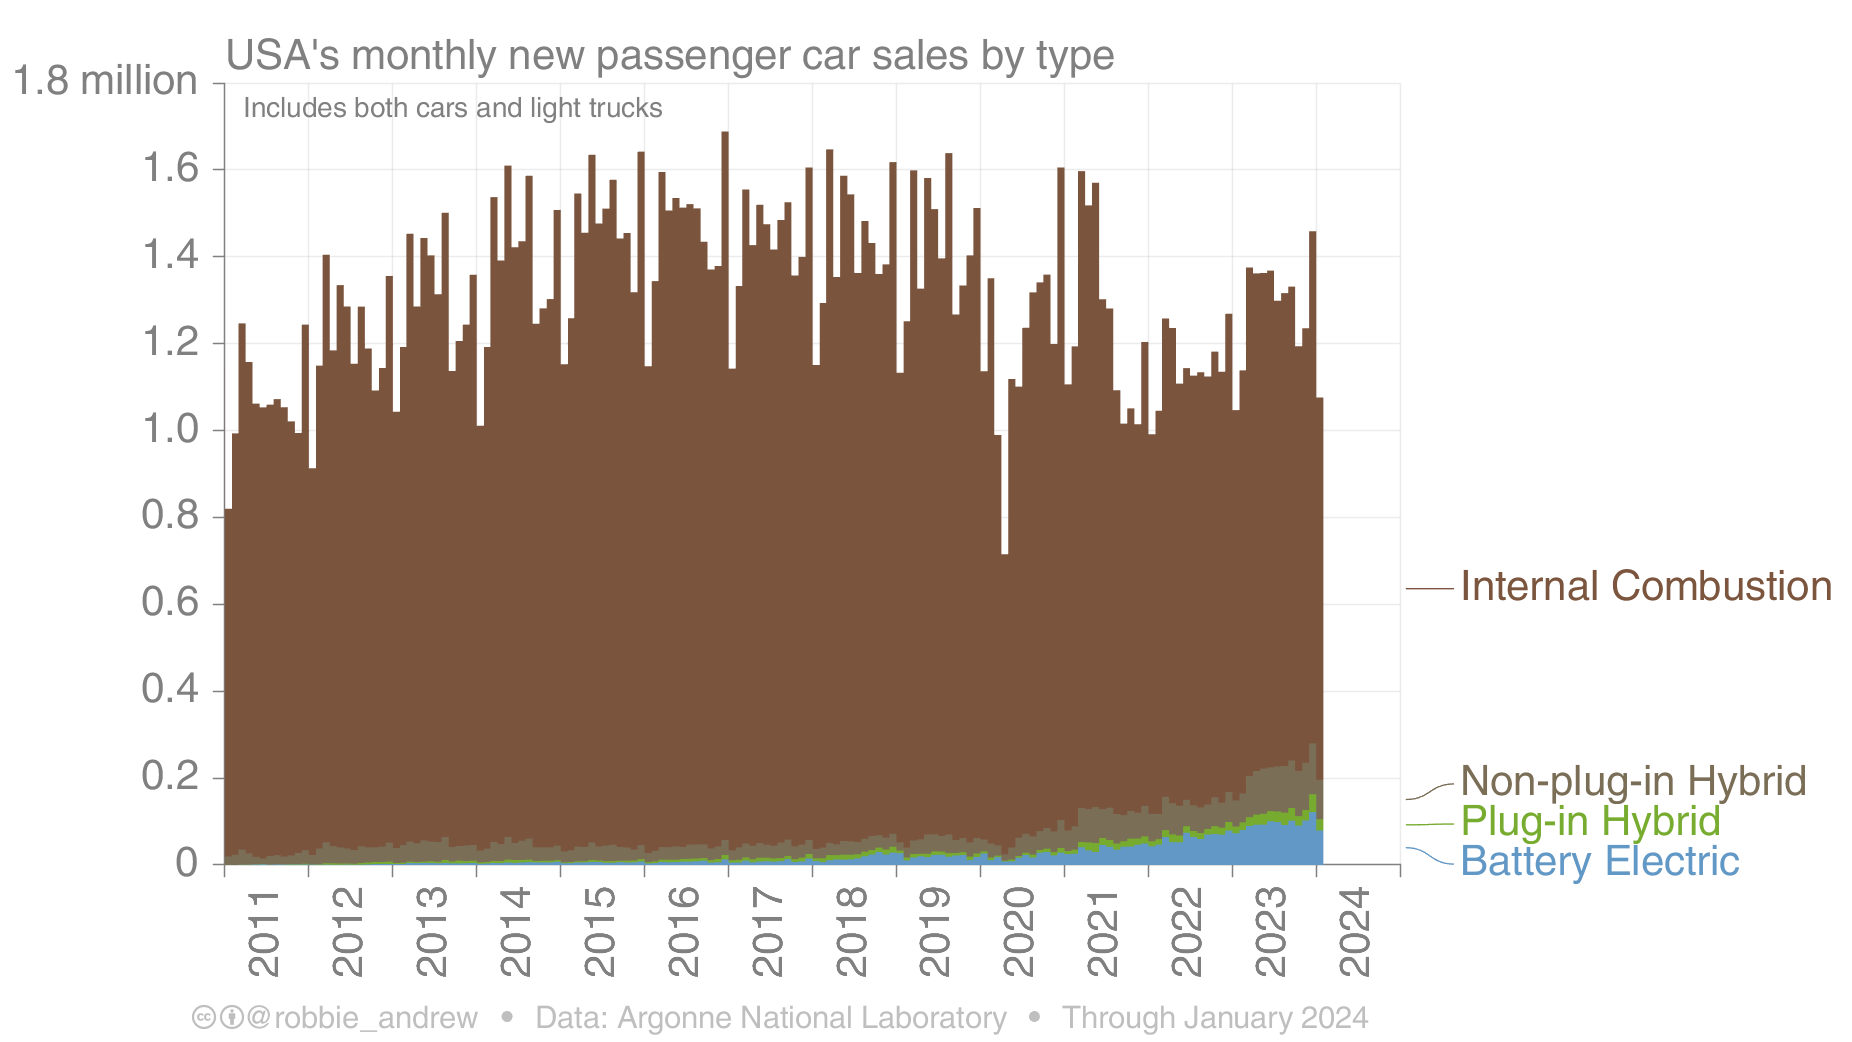 USA's monthly new passenger car sales by type
1.8 million
Includes both cars and light trucks
1.6
1.4
1.2
1.0
0.8
0.6
0.4
0.2
0
Internal Combustion
Non-plug-in Hybrid
Plug-in Hybrid
Battery Electric
2011
2012
2013
2014
2015
2016
2017
2018
2019
2020
2021
2022
2023
2024
cc @robbie_andrew • Data: Argonne National Laboratory • Through January 2024